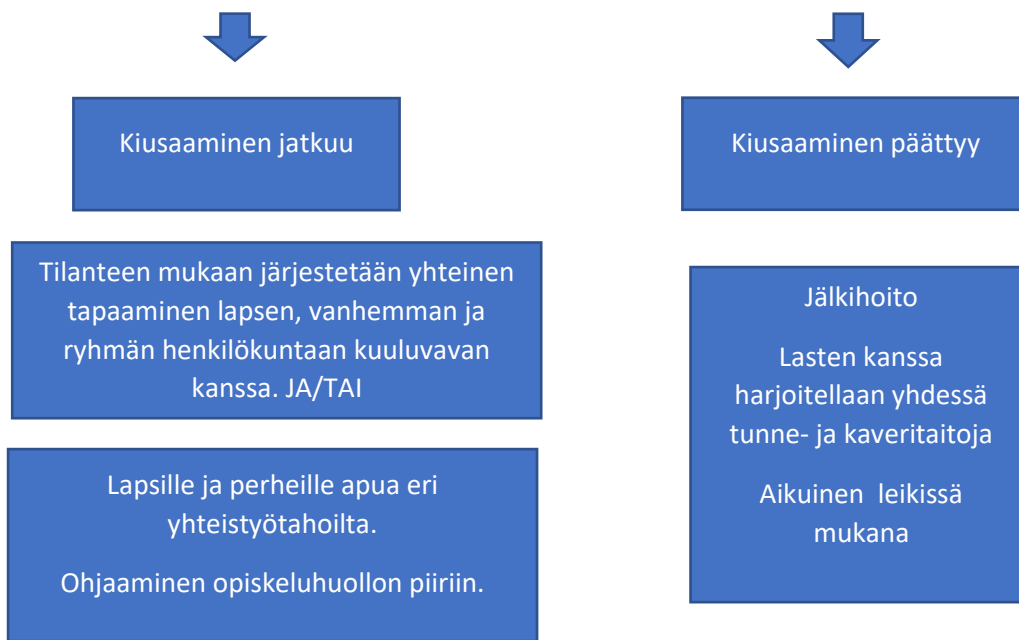 Kiusaaminen jatkuu
Tilanteen mukaan järjestetään yhteinen
tapaaminen lapsen, vanhemman ja
ryhmän henkilökuntaan kuuluvavan
kanssa. JA/TAI
Lapsille ja perheille apua eri
yhteistyötahoilta.
Ohjaaminen opiskeluhuollon piiriin.
Kiusaaminen päättyy
Jälkihoito
Lasten kanssa
harjoitellaan yhdessä
tunne- ja kaveritaitoja
Aikuinen leikissä
mukana